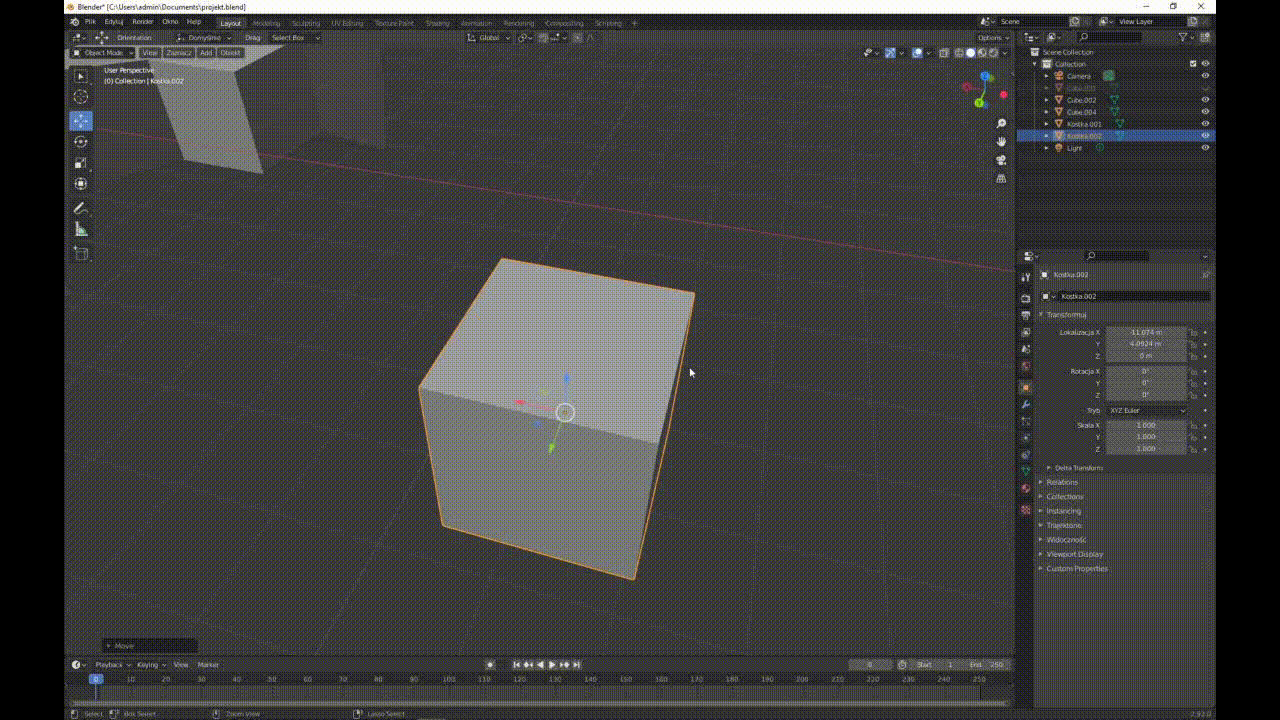 Blender* [C:\Users\admin\Documents\projekt.blend]
Plik Edytuj Render Okno Help Layout Modeling Sculpting UV Editing Texture Paint Shading Animation Rendering Compositing Scripting + Scene View Layer
Orientation: Domyślne Drag: Select Box Global Options
Object Mode View Zaznacz Add Obiekt
User Perspective
(0) Collection | Kostka.002
Scene Collection
Collection
Camera
Cube.001
Cube.002
Cube.004
Kostka.001
Kostka.002
Light
Kostka.002
Kostka.002
Transformuj
Lokalizacja X -11.074 m
Y 4.0924 m
Z 0 m
Rotacja X 0°
Y 0°
Z 0°
Tryb XYZ Euler
Skala X 1.000
Y 1.000
Z 1.000
Delta Transform
Relations
Collections
Instancing
Trajektorie
Widoczność
Viewport Display
Custom Properties
Move
Playback Keying View Marker 0 Start 1 End 250
0 10 20 30 40 50 60 70 80 90 100 110 120 130 140 150 160 170 180 190 200 210 220 230 240 250
Select Box Select Zoom View Lasso Select 2.92.0